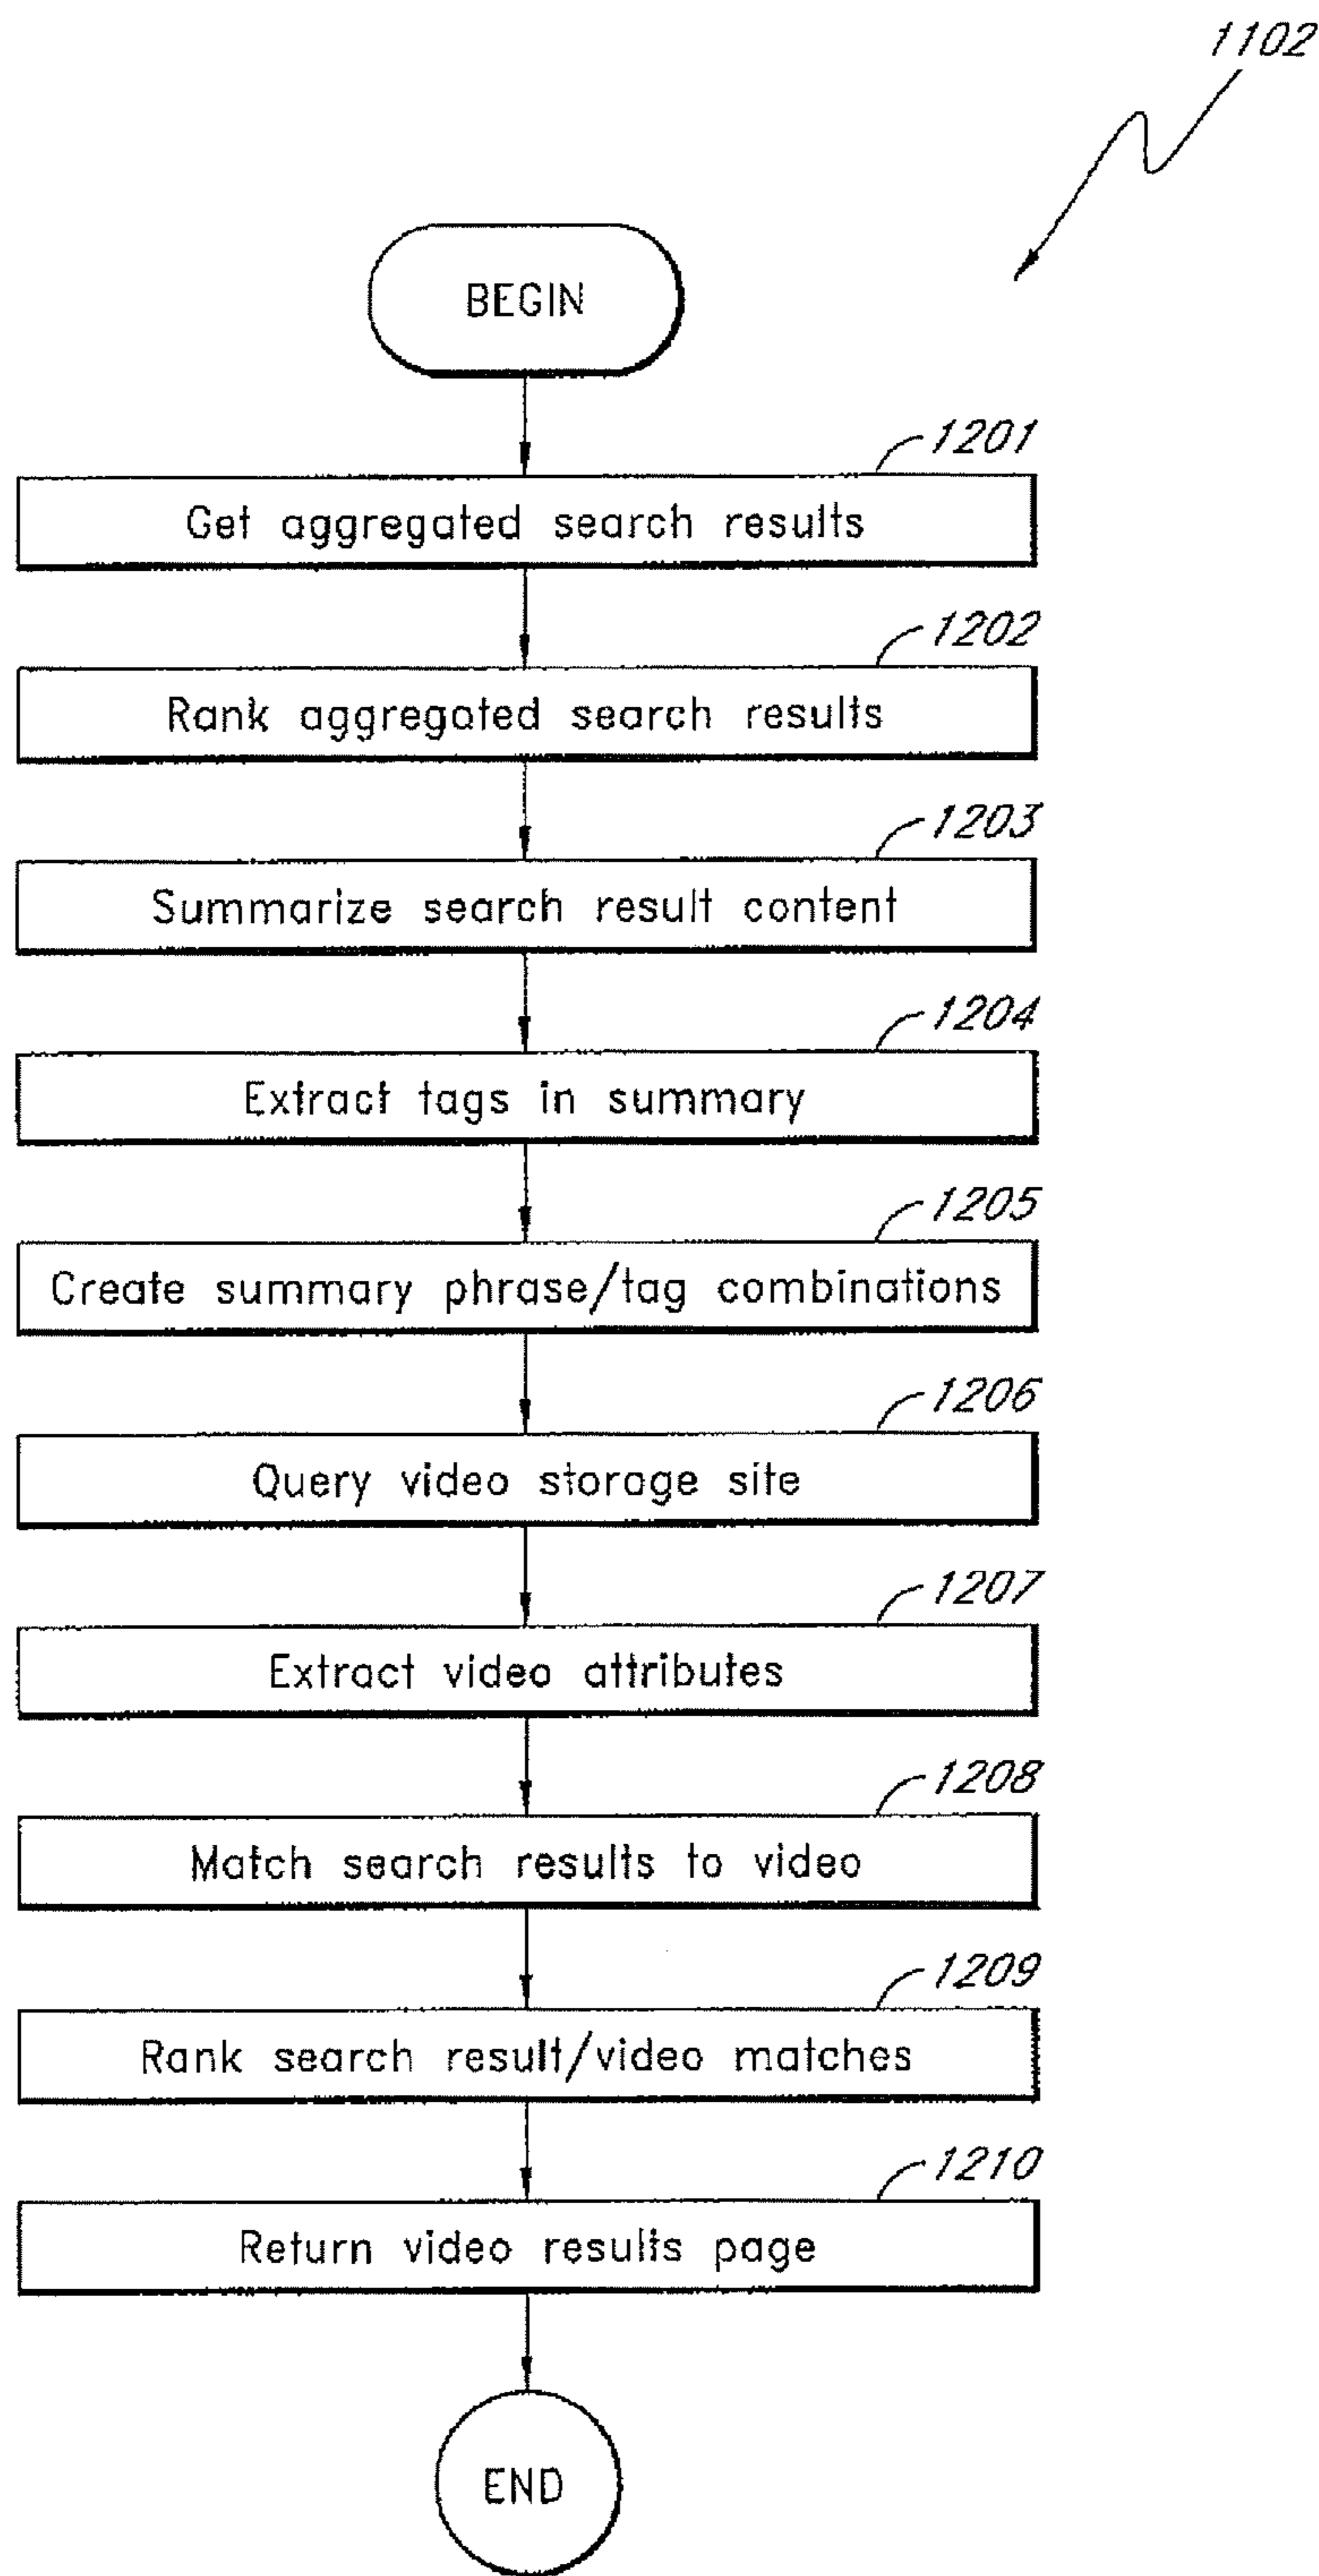 1102
BEGIN
1201
Get aggregated search results
1202
Rank aggregated search results
1203
Summarize search result content
1204
Extract tags in summary
1205
Create summary phrase/tag combinations
1206
Query video storage site
1207
Extract video attributes
1208
Match search results to video
1209
Rank search result/video matches
1210
Return video results page
END